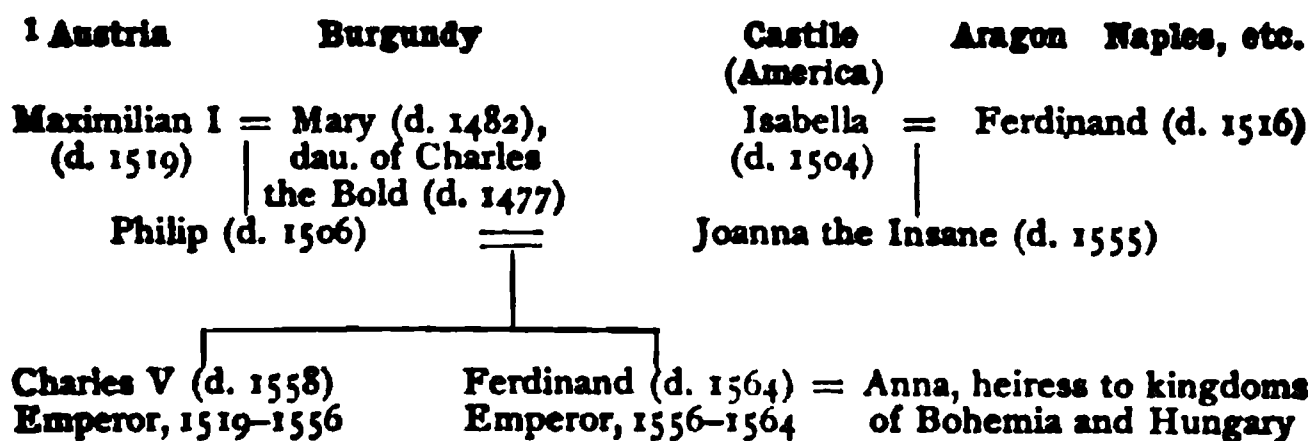 1 Austria Burgundy Castile Aragon Naples, etc.
(America)
Maximilian I = Mary (d. 1482), Isabella = Ferdinand (d. 1516)
(d. 1519) dau. of Charles (d. 1504)
the Bold (d. 1477)
Philip (d. 1506) = Joanna the Insane (d. 1555)
Charles V (d. 1558) Ferdinand (d. 1564) = Anna, heiress to kingdoms
Emperor, 1519–1556 Emperor, 1556–1564 of Bohemia and Hungary